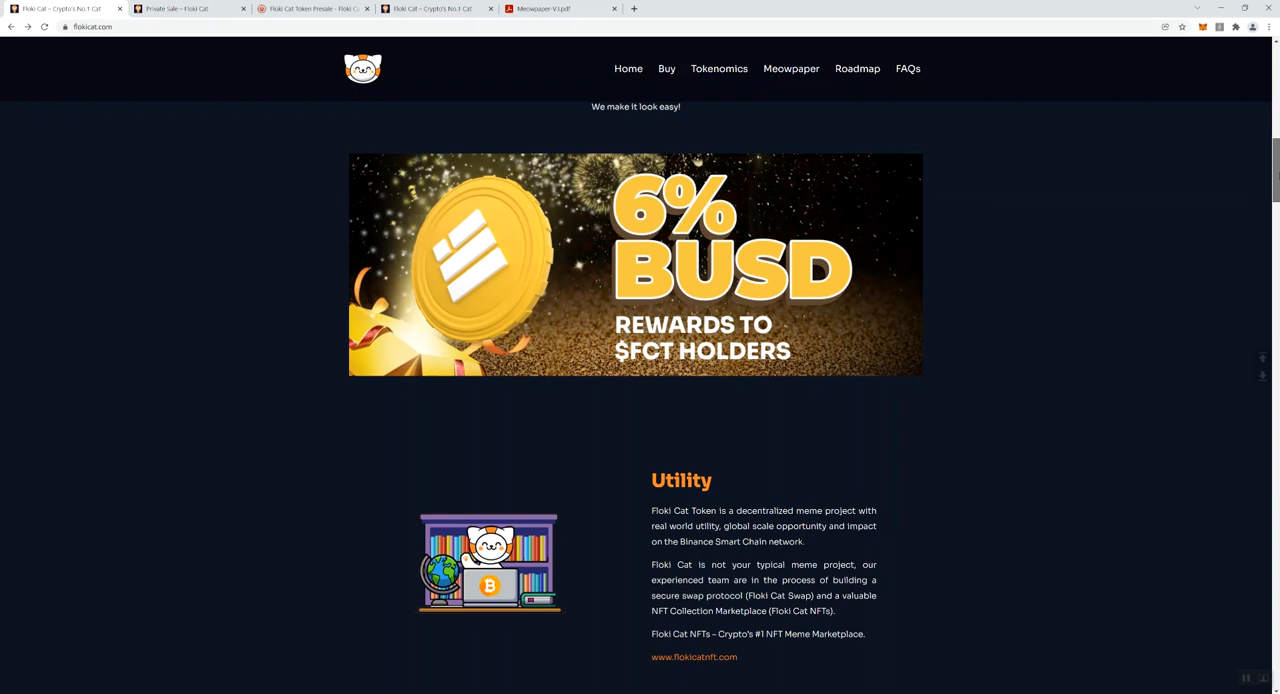 Floki Cat – Crypto's No.1 Cat
Private Sale – Floki Cat
Floki Cat Token Presale - Floki Ca
Floki Cat – Crypto's No.1 Cat
Meowpaper-V.I.pdf
flokicat.com
Home Buy Tokenomics Meowpaper Roadmap FAQs
We make it look easy!
6%
BUSD
REWARDS TO
$FCT HOLDERS
Utility
Floki Cat Token is a decentralized meme project with
real world utility, global scale opportunity and impact
on the Binance Smart Chain network.
Floki Cat is not your typical meme project, our
experienced team are in the process of building a
secure swap protocol (Floki Cat Swap) and a valuable
NFT Collection Marketplace (Floki Cat NFTs).
Floki Cat NFTs – Crypto's #1 NFT Meme Marketplace.
www.flokicatnft.com